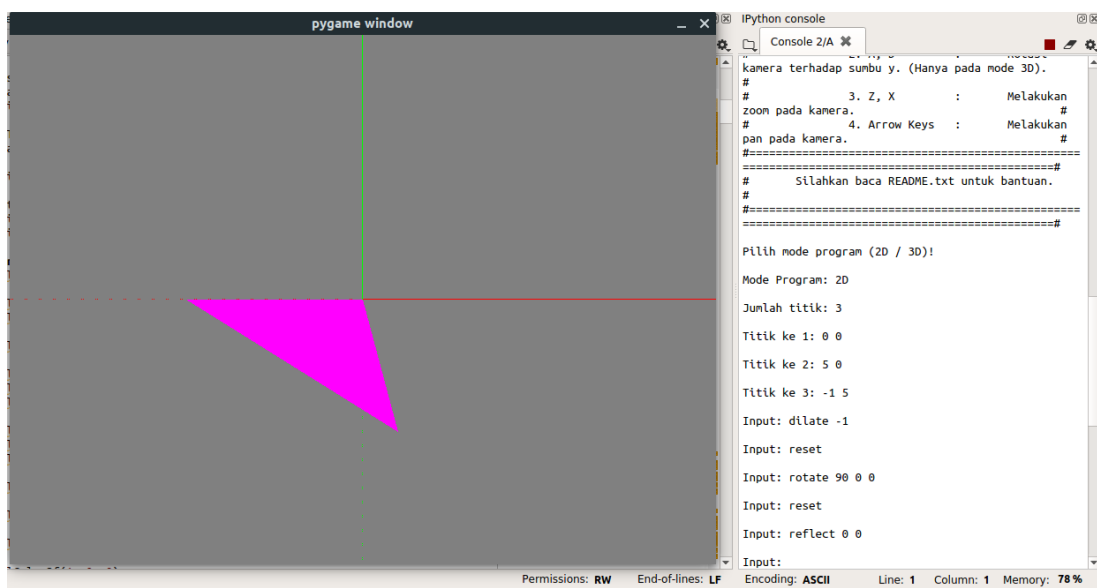 pygame window
IPython console
Console 2/A
kamera terhadap sumbu y. (Hanya pada mode 3D).
#
# 3. Z, X : Melakukan
zoom pada kamera. #
# 4. Arrow Keys : Melakukan
pan pada kamera. #
#==================================================
===============================================#
# Silahkan baca README.txt untuk bantuan.
#
#==================================================
===============================================#
Pilih mode program (2D / 3D)!
Mode Program: 2D
Jumlah titik: 3
Titik ke 1: 0 0
Titik ke 2: 5 0
Titik ke 3: -1 5
Input: dilate -1
Input: reset
Input: rotate 90 0 0
Input: reset
Input: reflect 0 0
Input:
Permissions: RW End-of-lines: LF Encoding: ASCII Line: 1 Column: 1 Memory: 78 %